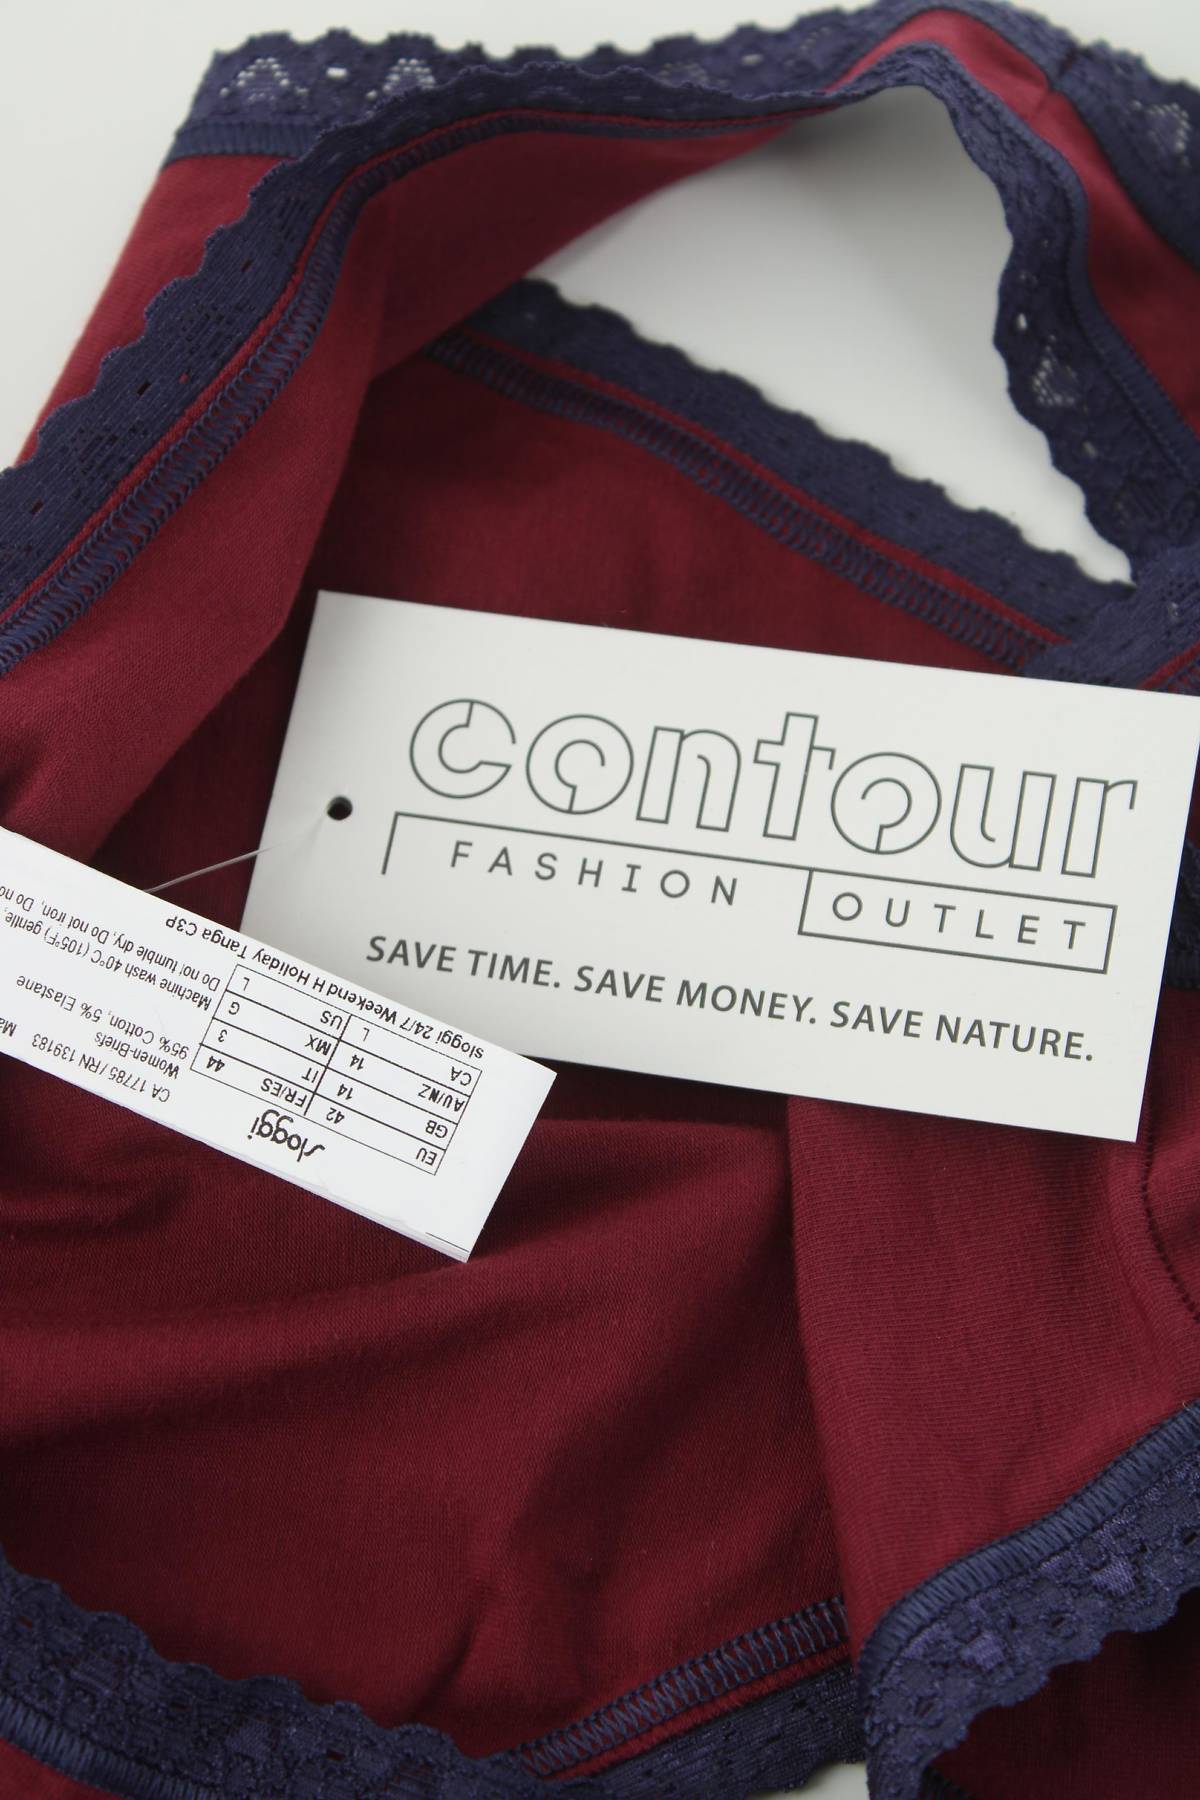 contour
FASHION
OUTLET
SAVE TIME. SAVE MONEY. SAVE NATURE.
sloggi
EU 42 FR/ES 44
GB 14 IT 3
AU/NZ 14 MX G
CA L US L
sloggi 24/7 Weekend H Holiday Tanga C3P
CA 17785 / RN 139183
Women-Briefs
95% Cotton, 5% Elastane
Machine wash 40°C (105°F) gentle,
Do not tumble dry, Do not iron, Do